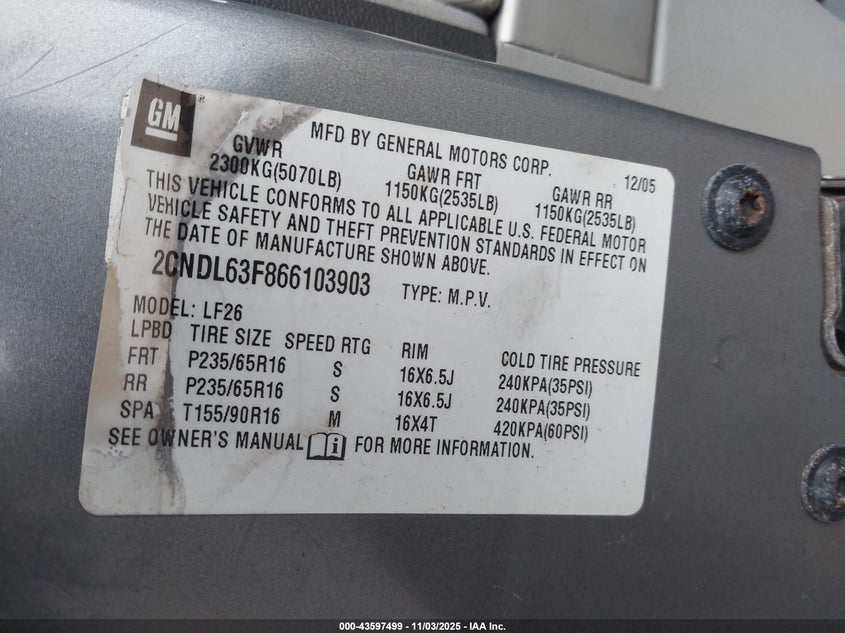 GM
MFD BY GENERAL MOTORS CORP. 12/05
GVWR GAWR FRT GAWR RR
2300KG(5070LB) 1150KG(2535LB) 1150KG(2535LB)
THIS VEHICLE CONFORMS TO ALL APPLICABLE U.S. FEDERAL MOTOR
VEHICLE SAFETY AND THEFT PREVENTION STANDARDS IN EFFECT ON
THE DATE OF MANUFACTURE SHOWN ABOVE.
2CNDL63F866103903 TYPE: M.P.V.
MODEL: LF26
LPBD TIRE SIZE SPEED RTG RIM COLD TIRE PRESSURE
FRT P235/65R16 S 16X6.5J 240KPA(35PSI)
RR P235/65R16 S 16X6.5J 240KPA(35PSI)
SPA T155/90R16 M 16X4T 420KPA(60PSI)
SEE OWNER'S MANUAL FOR MORE INFORMATION.
000-43597499 - 11/03/2025 - IAA Inc.